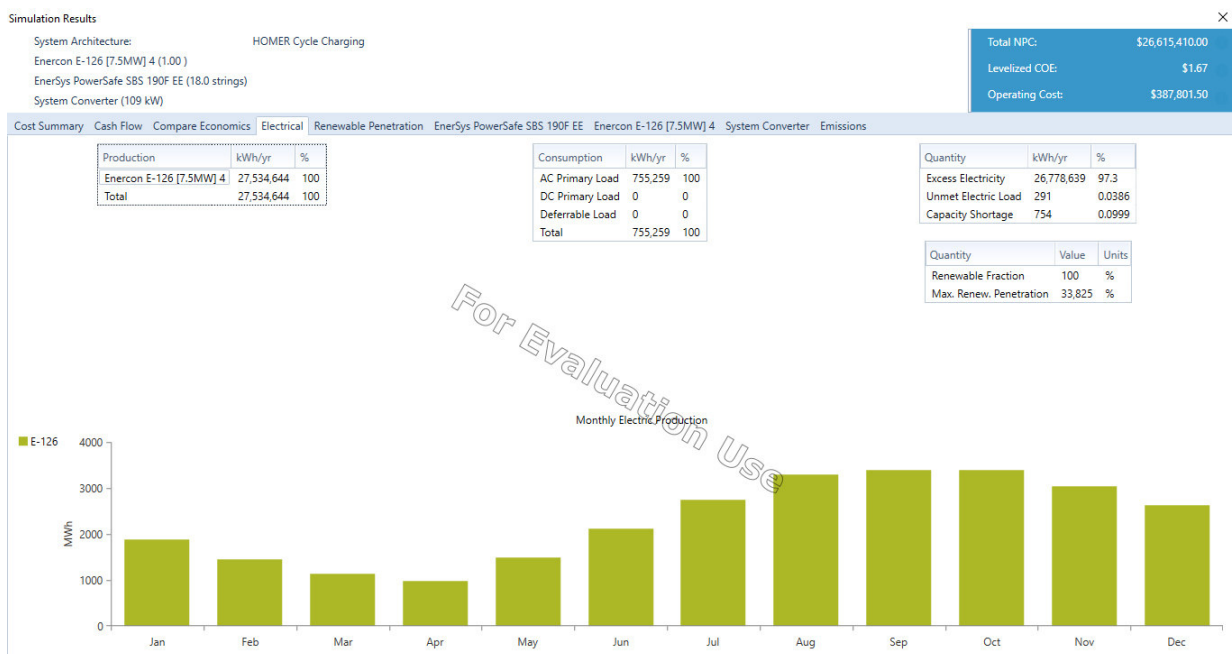 Simulation Results
System Architecture: HOMER Cycle Charging
Enercon E-126 [7.5MW] 4 (1.00 )
EnerSys PowerSafe SBS 190F EE (18.0 strings)
System Converter (109 kW)
Total NPC: $26,615,410.00
Levelized COE: $1.67
Operating Cost: $387,801.50
Cost Summary Cash Flow Compare Economics Electrical Renewable Penetration EnerSys PowerSafe SBS 190F EE Enercon E-126 [7.5MW] 4 System Converter Emissions
Production kWh/yr %
Enercon E-126 [7.5MW] 4 27,534,644 100
Total 27,534,644 100
Consumption kWh/yr %
AC Primary Load 755,259 100
DC Primary Load 0 0
Deferrable Load 0 0
Total 755,259 100
Quantity kWh/yr %
Excess Electricity 26,778,639 97.3
Unmet Electric Load 291 0.0386
Capacity Shortage 754 0.0999
Quantity Value Units
Renewable Fraction 100 %
Max. Renew. Penetration 33,825 %
For Evaluation Use
Monthly Electric Production
E-126
MWh
4000
3000
2000
1000
0
Jan Feb Mar Apr May Jun Jul Aug Sep Oct Nov Dec